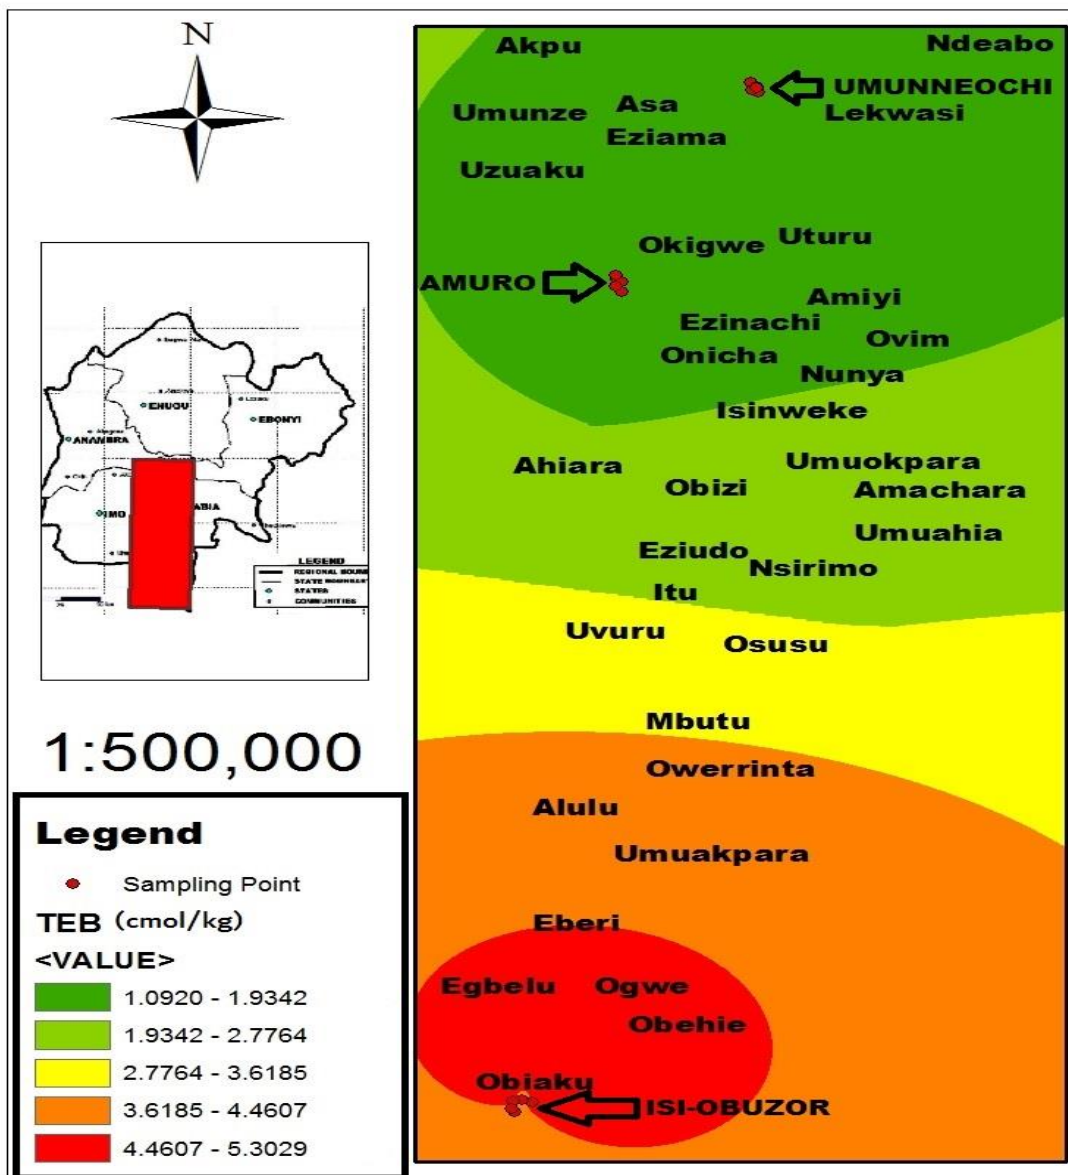 N
Akpu
Ndeabo
UMUNNEOCHI
Umunze
Asa
Lekwasi
Eziama
Uzuaku
Okigwe
Uturu
AMURO
Amiyi
Ezinachi
Ovim
Onicha
Nunya
Isinweke
Ahiara
Umuokpara
Obizi
Amachara
Umuahia
Eziudo
Nsirimo
Itu
Uvuru
Osusu
Mbutu
Owerrinta
Alulu
Umuakpara
Eberi
Egbelu
Ogwe
Obehie
Obiaku
ISI-OBUZOR
ENUGU
EBONYI
ANAMBRA
IMO
ABIA
LEGEND
REGIONAL BOUN
STATE BOUNDAR
STATES
COMMUNITIES
1:500,000
Legend
Sampling Point
TEB (cmol/kg)
<VALUE>
1.0920 - 1.9342
1.9342 - 2.7764
2.7764 - 3.6185
3.6185 - 4.4607
4.4607 - 5.3029